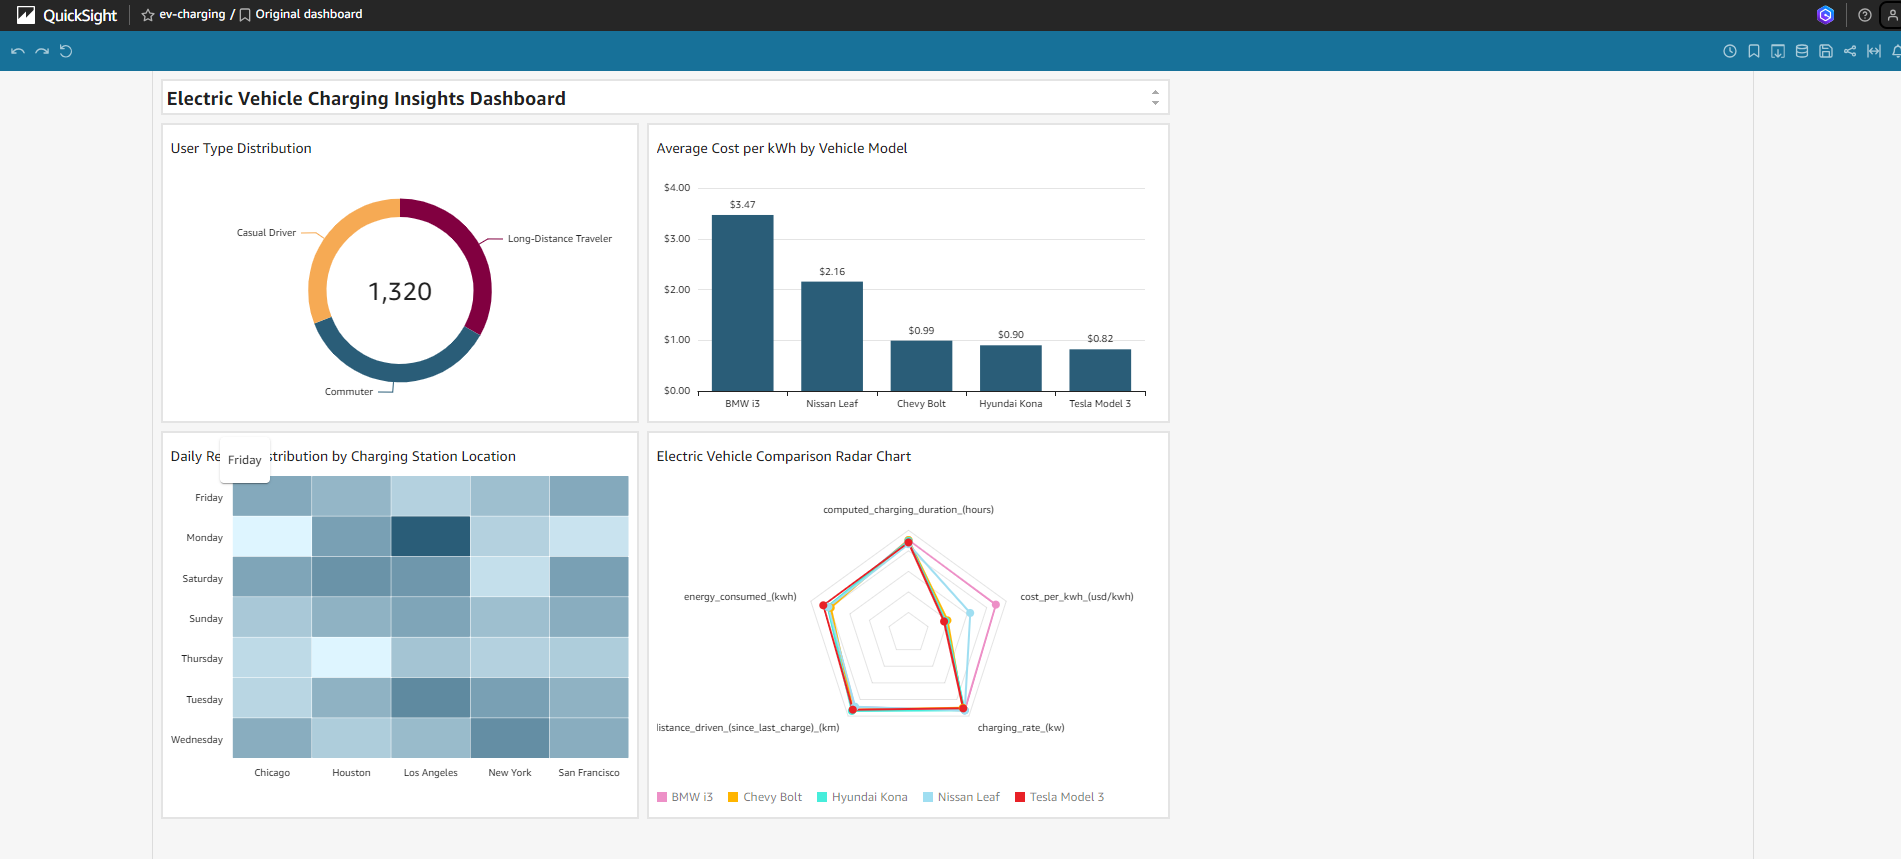 QuickSight
ev-charging / Original dashboard
Electric Vehicle Charging Insights Dashboard
User Type Distribution
Casual Driver
Long-Distance Traveler
1,320
Commuter
Average Cost per kWh by Vehicle Model
$4.00
$3.00
$2.00
$1.00
$0.00
$3.47
$2.16
$0.99
$0.90
$0.82
BMW i3
Nissan Leaf
Chevy Bolt
Hyundai Kona
Tesla Model 3
Daily Re
tribution by Charging Station Location
Friday
Friday
Monday
Saturday
Sunday
Thursday
Tuesday
Wednesday
Chicago
Houston
Los Angeles
New York
San Francisco
Electric Vehicle Comparison Radar Chart
computed_charging_duration_(hours)
energy_consumed_(kwh)
cost_per_kwh_(usd/kwh)
istance_driven_(since_last_charge)_(km)
charging_rate_(kw)
BMW i3
Chevy Bolt
Hyundai Kona
Nissan Leaf
Tesla Model 3